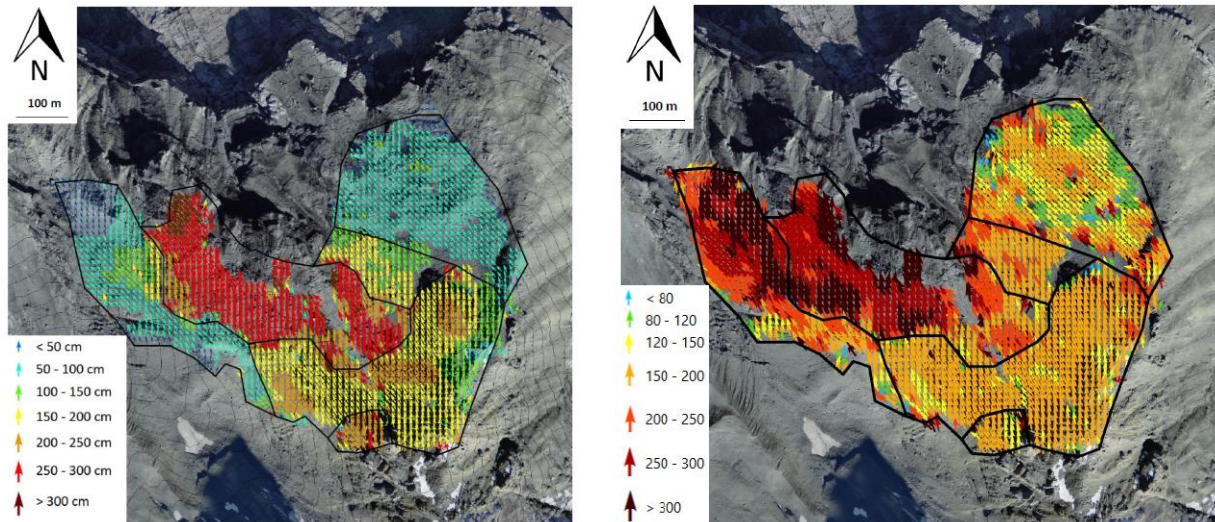 N
100 m
< 50 cm
50 - 100 cm
100 - 150 cm
150 - 200 cm
200 - 250 cm
250 - 300 cm
> 300 cm
N
100 m
< 80
80 - 120
120 - 150
150 - 200
200 - 250
250 - 300
> 300